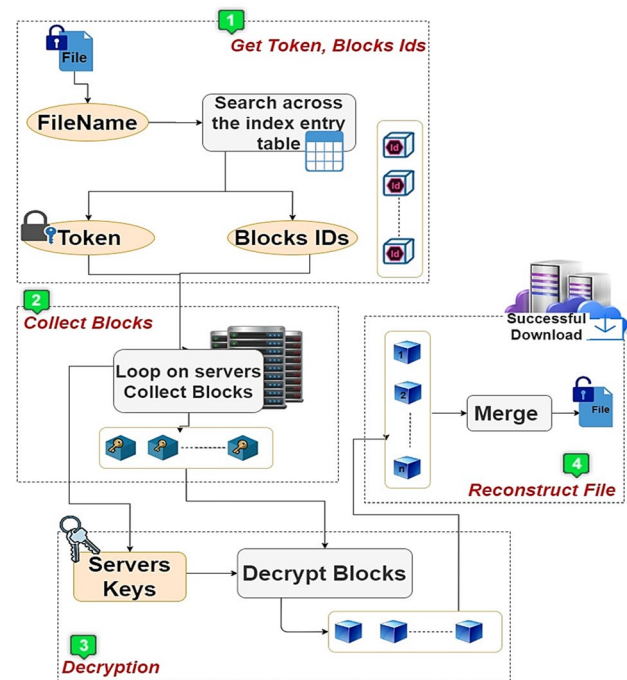 1
Get Token, Blocks Ids
File
FileName
Search across
the index entry
table
Id
Id
Id
Token
Blocks IDs
2
Collect Blocks
Loop on servers
Collect Blocks
Successful
Download
1
2
n
Merge
File
4
Reconstruct File
Servers
Keys
Decrypt Blocks
3
Decryption